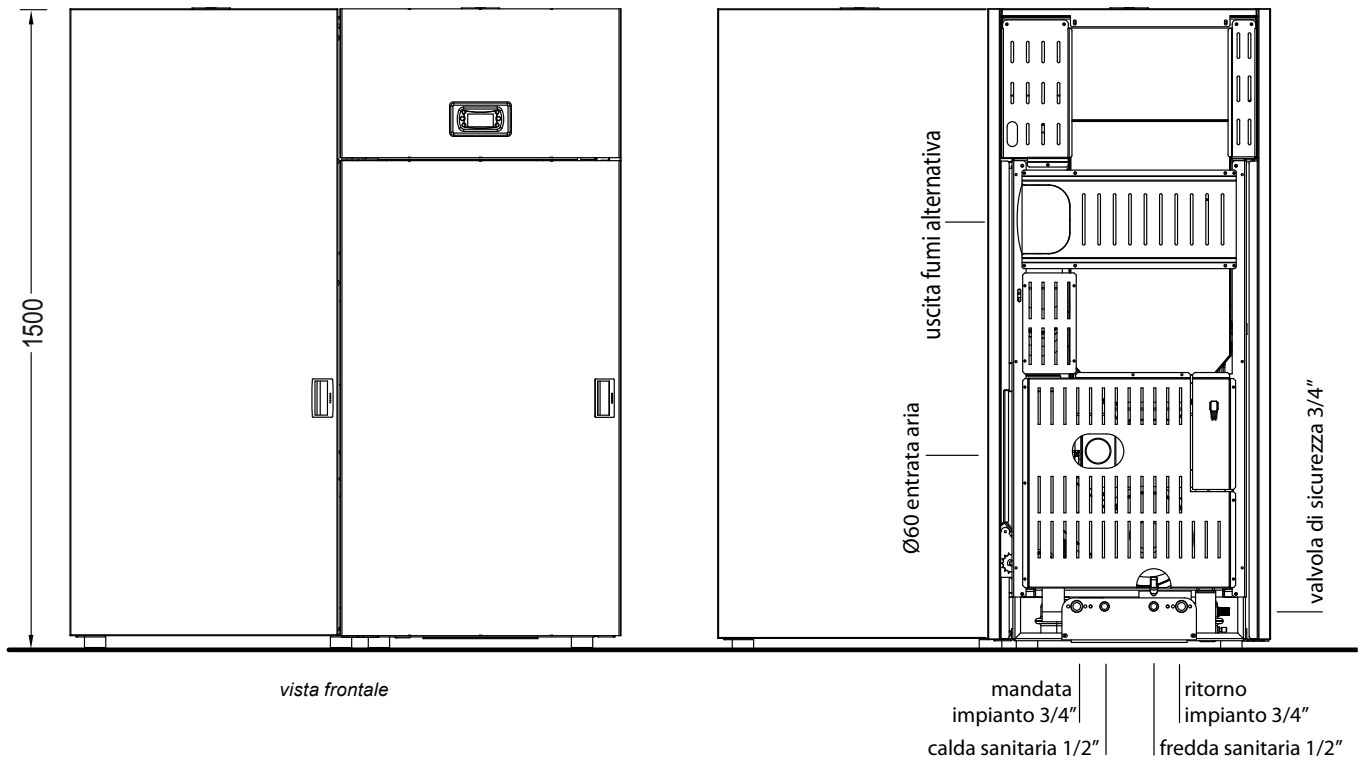 1500
vista frontale
uscita fumi alternativa
Ø60 entrata aria
valvola di sicurezza 3/4”
mandata
impianto 3/4”
calda sanitaria 1/2”
ritorno
impianto 3/4”
fredda sanitaria 1/2”